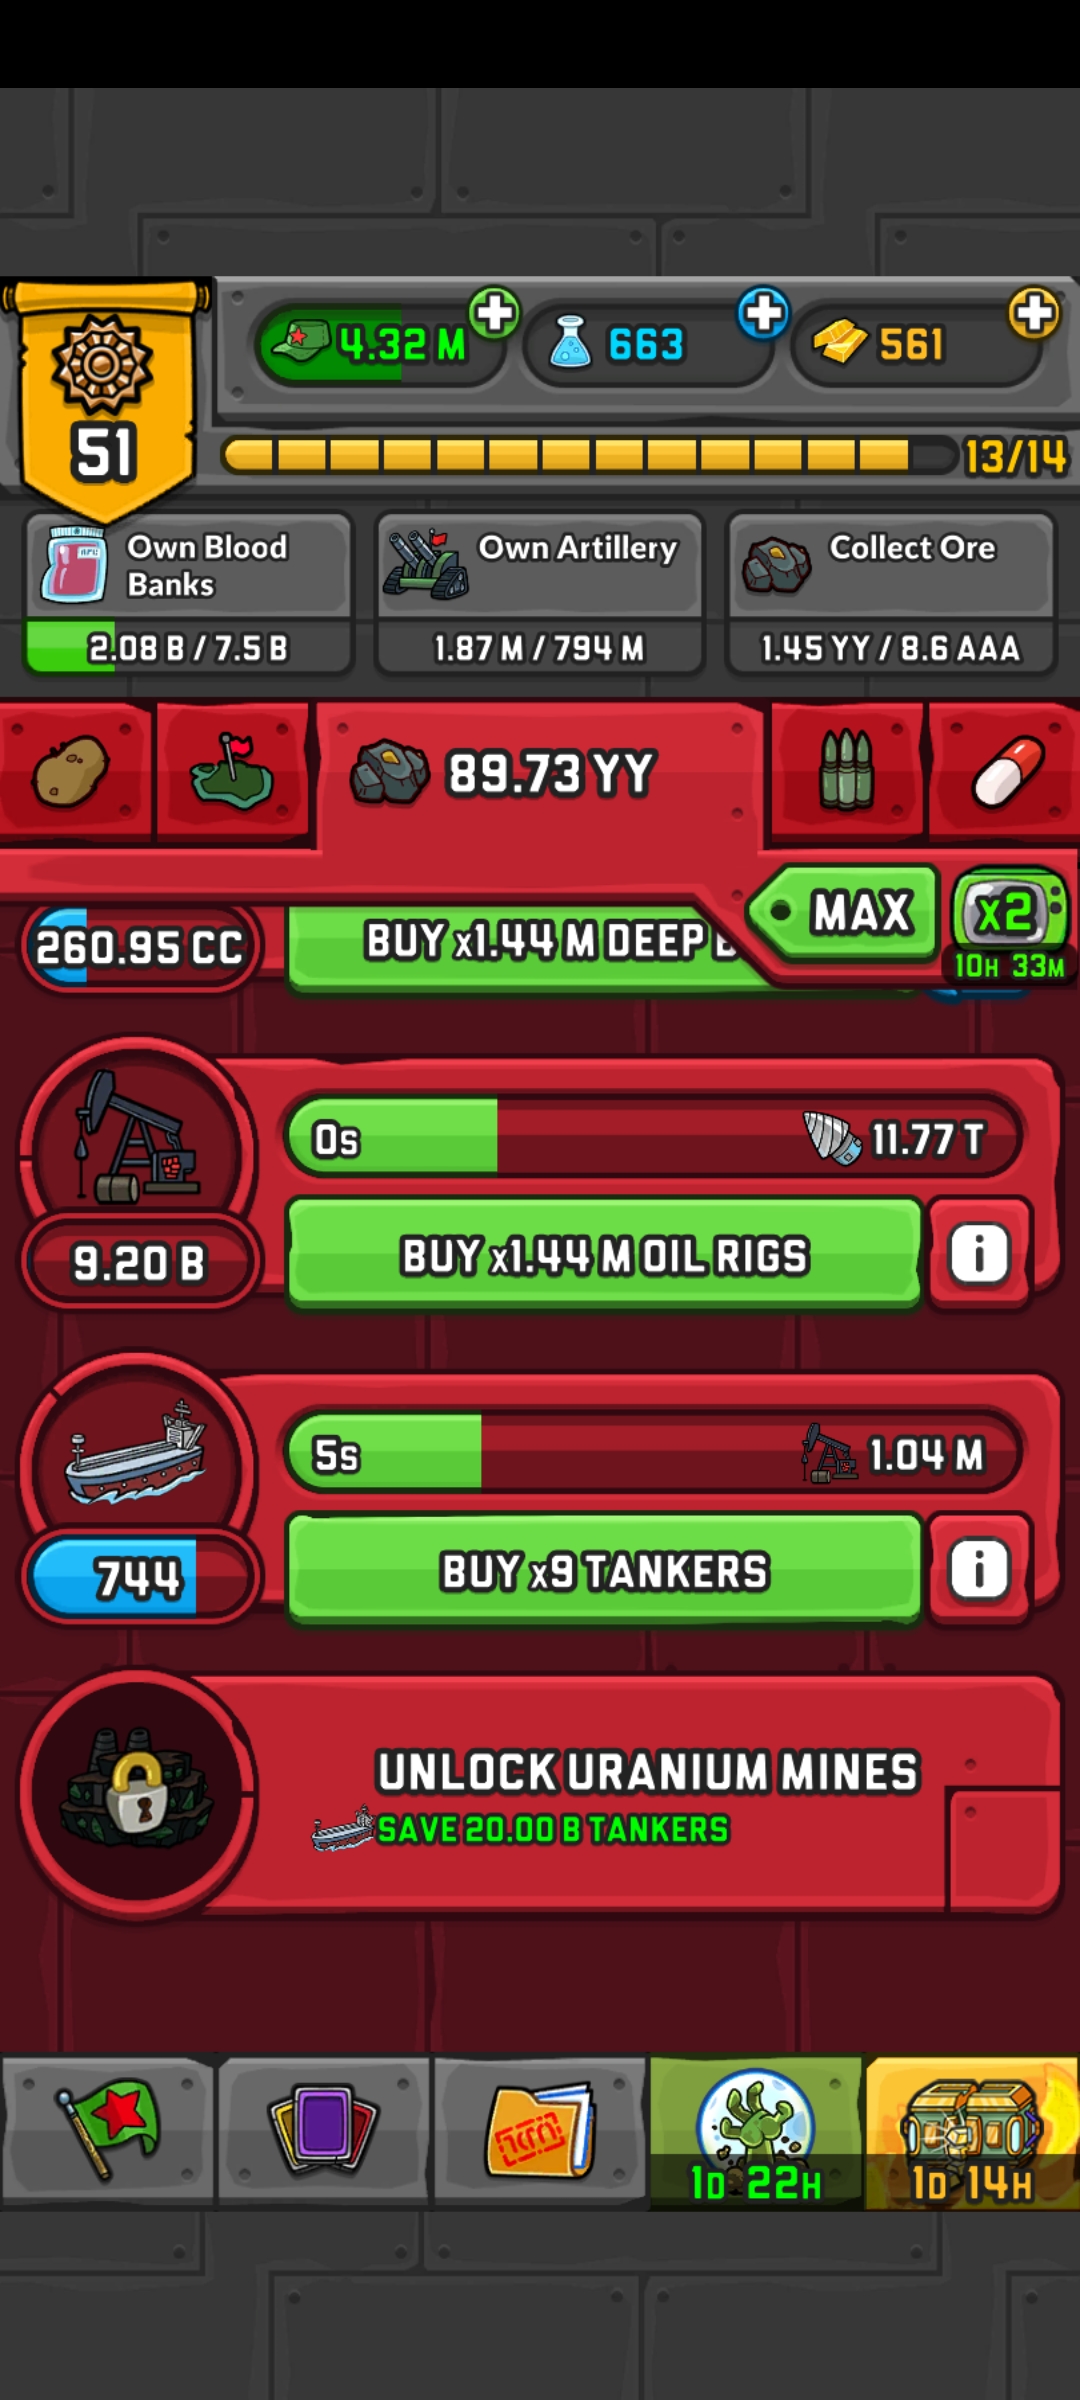 4.32 M
663
561
51
13/14
Own Blood
Banks
2.08 B / 7.5 B
Own Artillery
1.87 M / 794 M
Collect Ore
1.45 YY / 8.6 AAA
89.73 YY
MAX
x2
10H 33M
260.95 CC
BUY x1.44 M DEEP
0s
11.77 T
9.20 B
BUY x1.44 M OIL RIGS
i
5s
1.04 M
744
BUY x9 TANKERS
i
UNLOCK URANIUM MINES
SAVE 20.00 B TANKERS
1D 22H
1D 14H